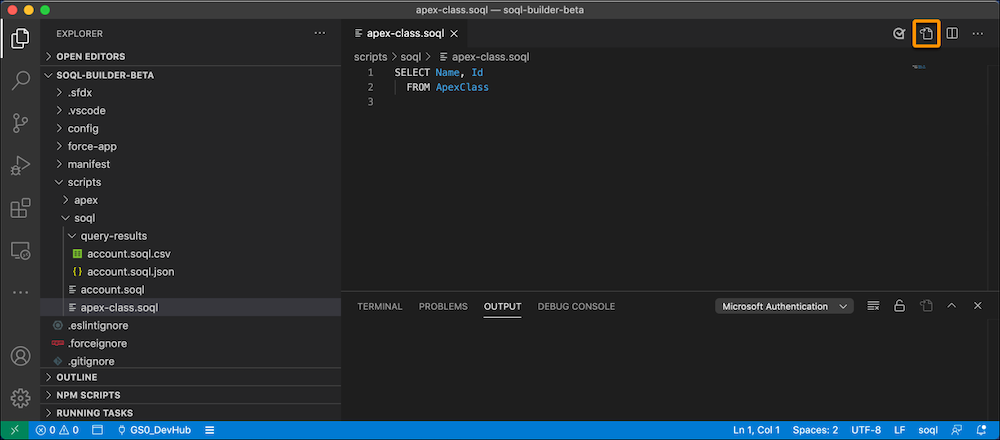 apex-class.soql — soql-builder-beta
EXPLORER
OPEN EDITORS
SOQL-BUILDER-BETA
.sfdx
.vscode
config
force-app
manifest
scripts
apex
soql
query-results
account.soql.csv
account.soql.json
account.soql
apex-class.soql
.eslintignore
.forceignore
.gitignore
OUTLINE
NPM SCRIPTS
RUNNING TASKS
apex-class.soql
scripts > soql > apex-class.soql
1 SELECT Name, Id
2 FROM ApexClass
3
TERMINAL PROBLEMS OUTPUT DEBUG CONSOLE Microsoft Authentication
0 0 GS0_DevHub Ln 1, Col 1 Spaces: 2 UTF-8 LF soql